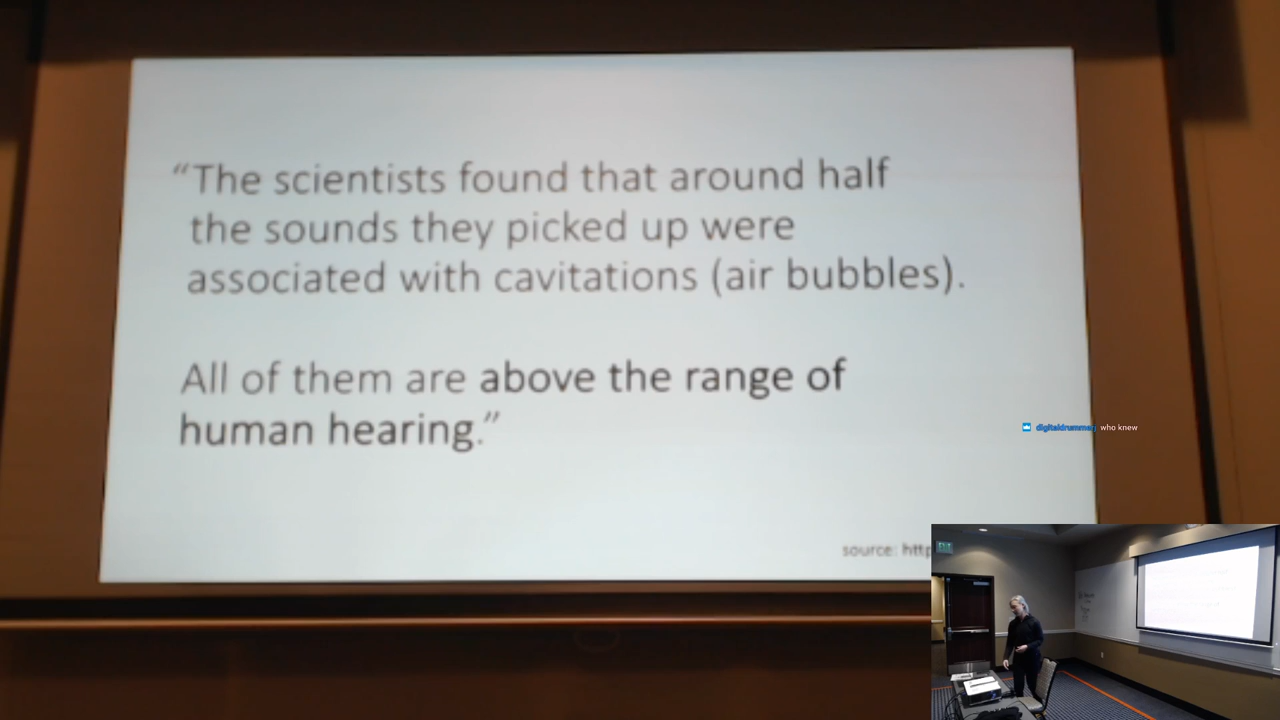 “The scientists found that around half
the sounds they picked up were
associated with cavitations (air bubbles).
All of them are above the range of
human hearing.”
source: http
digitaldrummer who knew